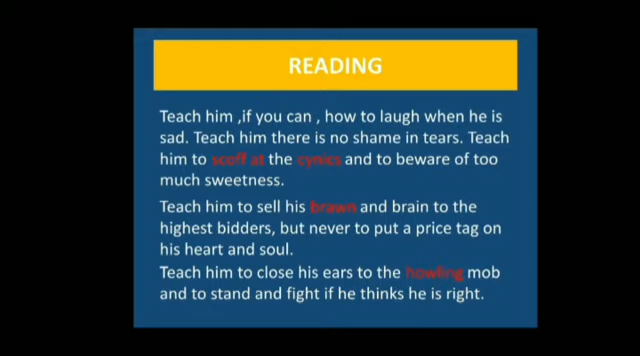 READING
Teach him ,if you can , how to laugh when he is
sad. Teach him there is no shame in tears. Teach
him to scoff at the cynics and to beware of too
much sweetness.
Teach him to sell his brawn and brain to the
highest bidders, but never to put a price tag on
his heart and soul.
Teach him to close his ears to the howling mob
and to stand and fight if he thinks he is right.